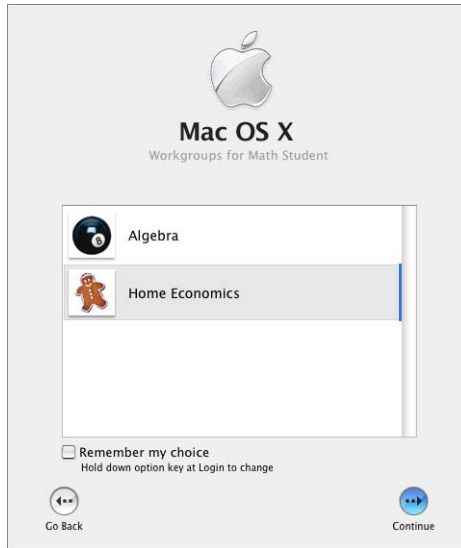 Mac OS X
Workgroups for Math Student
8
Algebra
Home Economics
Remember my choice
Hold down option key at Login to change
Go Back
Continue